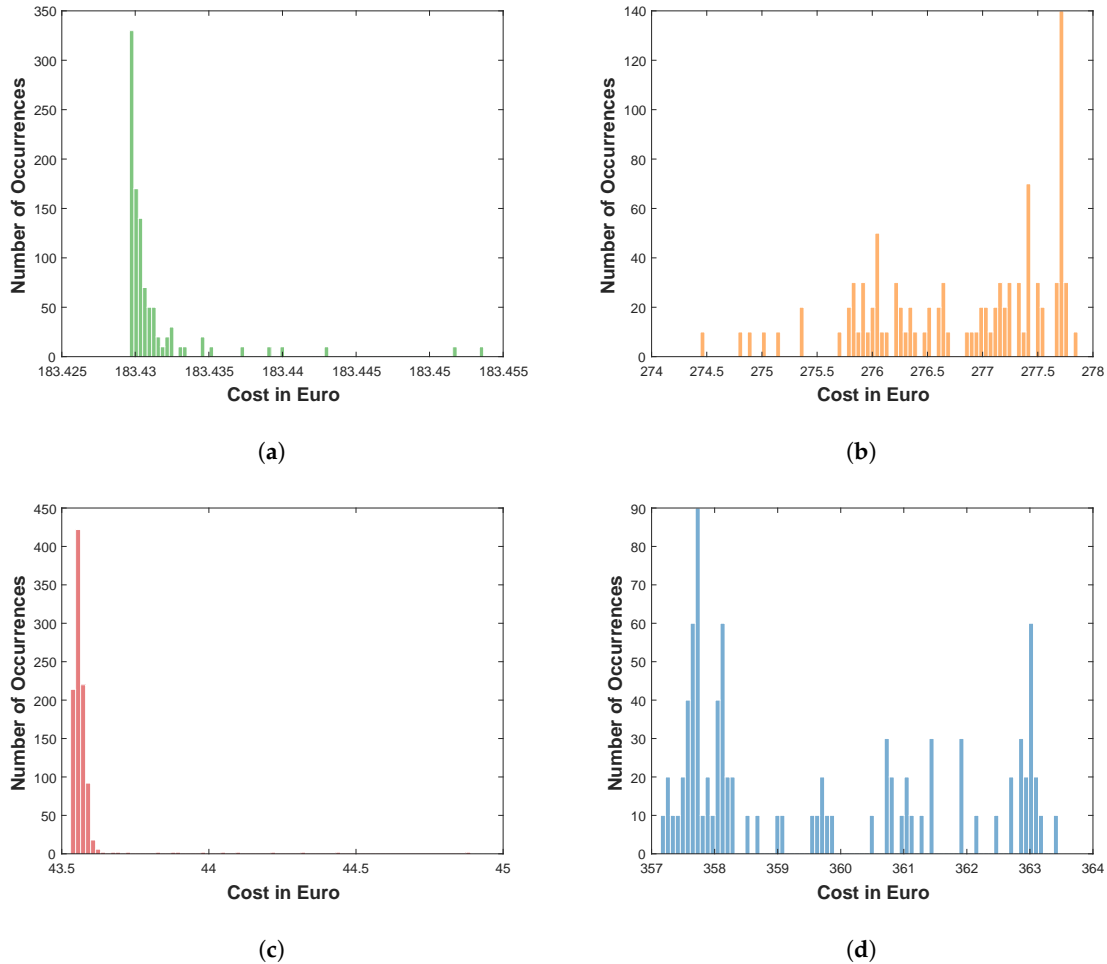 350
300
250
200
150
100
50
0
Number of Occurrences
183.425 183.43 183.435 183.44 183.445 183.45 183.455
Cost in Euro
(a)
140
120
100
80
60
40
20
0
Number of Occurrences
274 274.5 275 275.5 276 276.5 277 277.5 278
Cost in Euro
(b)
450
400
350
300
250
200
150
100
50
0
Number of Occurrences
43.5 44 44.5 45
Cost in Euro
(c)
90
80
70
60
50
40
30
20
10
0
Number of Occurrences
357 358 359 360 361 362 363 364
Cost in Euro
(d)